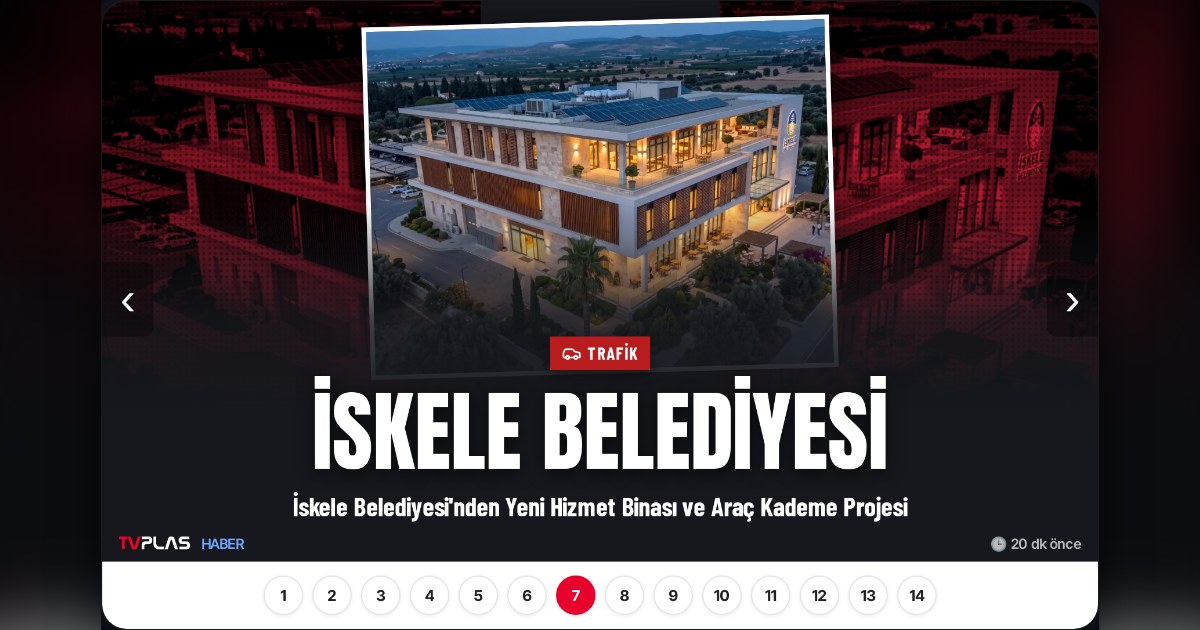 İSKELE
TRAFİK
İSKELE BELEDİYESİ
İskele Belediyesi'nden Yeni Hizmet Binası ve Araç Kademe Projesi
TVPLAS HABER
20 dk önce
1 2 3 4 5 6 7 8 9 10 11 12 13 14